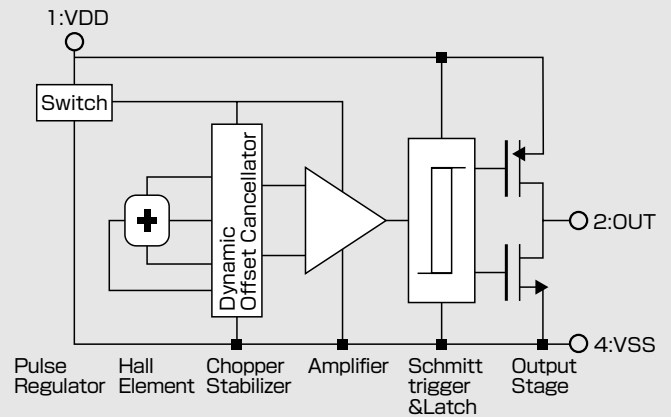 1:VDD
Switch
Dynamic
Offset Cancellator
2:OUT
4:VSS
Pulse
Regulator
Hall
Element
Chopper
Stabilizer
Amplifier
Schmitt
trigger
&Latch
Output
Stage